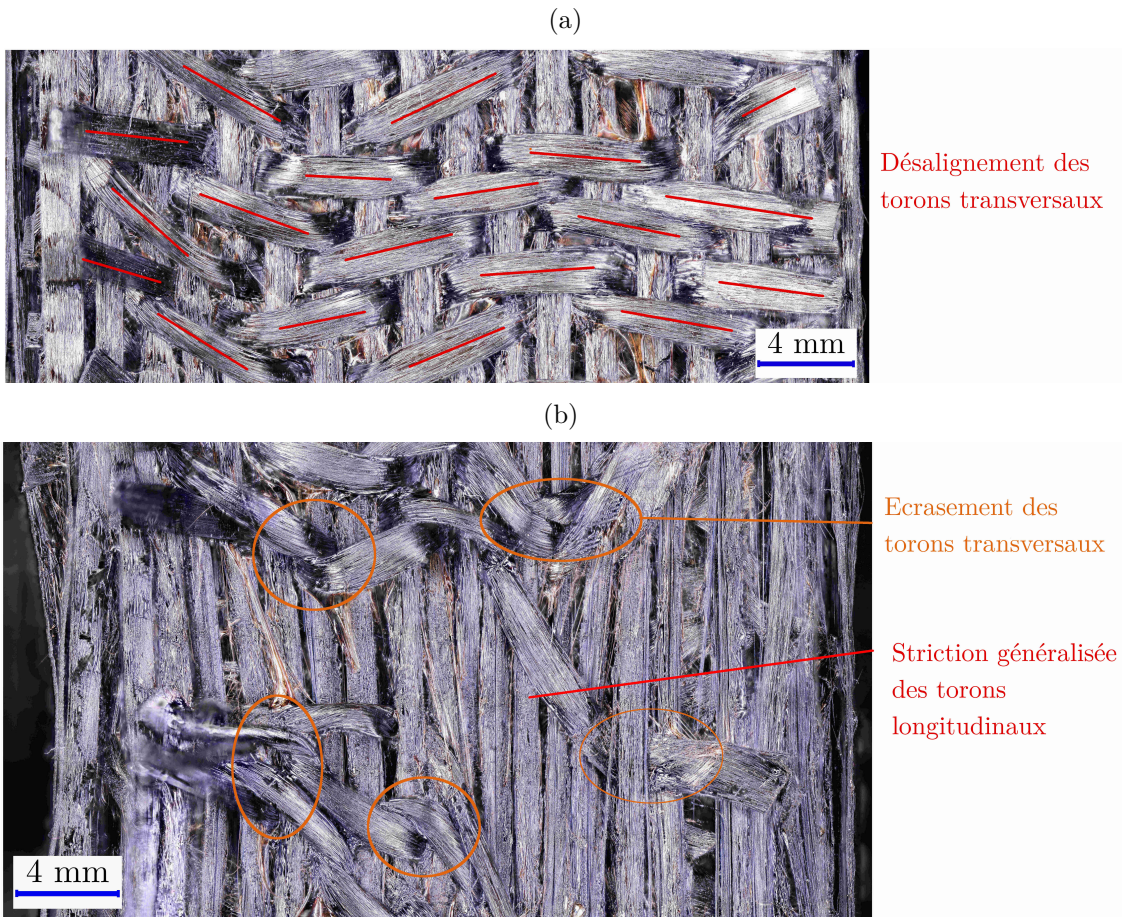 (a)
Désalignement des
torons transversaux
4 mm
(b)
Ecrasement des
torons transversaux
Striction généralisée
des torons
longitudinaux
4 mm